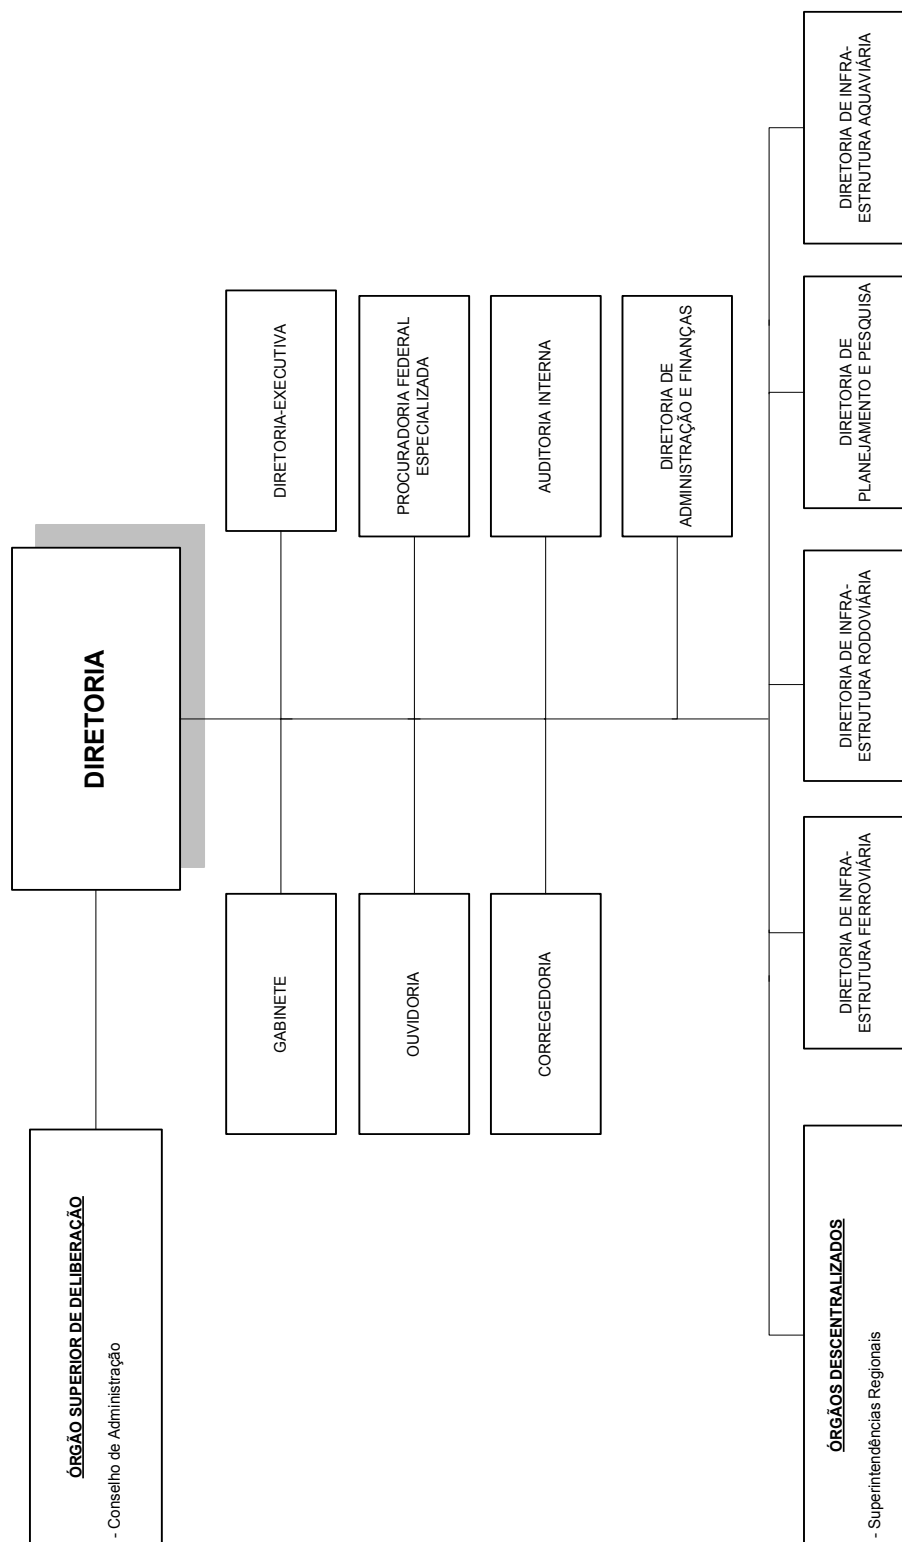 ÓRGÃO SUPERIOR DE DELIBERAÇÃO
- Conselho de Administração
DIRETORIA
GABINETE
DIRETORIA-EXECUTIVA
OUVIDORIA
PROCURADORIA FEDERAL
ESPECIALIZADA
CORREGEDORIA
AUDITORIA INTERNA
DIRETORIA DE
ADMINISTRAÇÃO E FINANÇAS
ÓRGÃOS DESCENTRALIZADOS
- Superintendências Regionais
DIRETORIA DE INFRA-
ESTRUTURA FERROVIÁRIA
DIRETORIA DE INFRA-
ESTRUTURA RODOVIÁRIA
DIRETORIA DE
PLANEJAMENTO E PESQUISA
DIRETORIA DE INFRA-
ESTRUTURA AQUAVIÁRIA